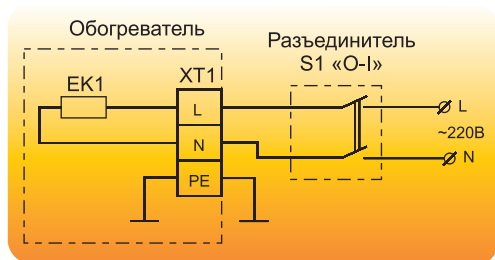 Обогреватель
Разъединитель
S1 «O-I»
EK1
XT1
L
N
PE
L
~220В
N